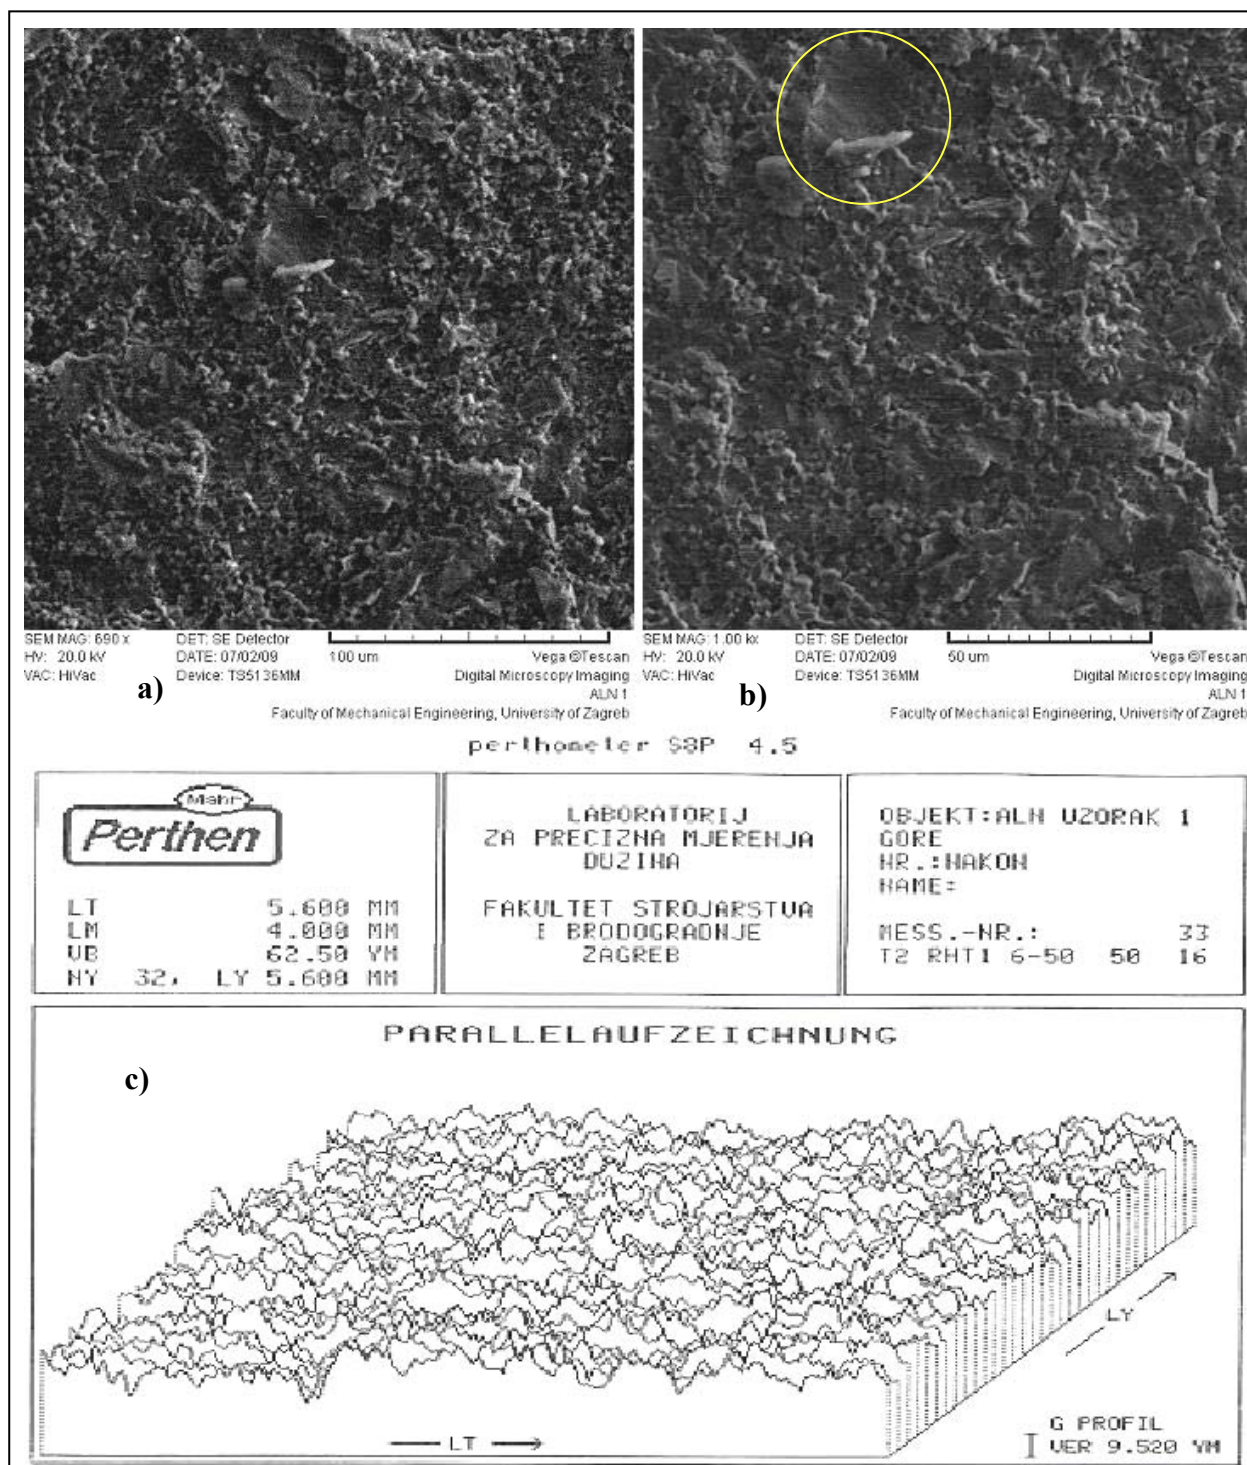 SEM MAG: 690 x DET: SE Detector
HV: 20.0 kV DATE: 07/02/09 100 um Vega ©Tescan
VAC: HiVac Device: TS5136MM Digital Microscopy Imaging
a)
ALN 1
Faculty of Mechanical Engineering, University of Zagreb
SEM MAG: 1.00 kx DET: SE Detector
HV: 20.0 kV DATE: 07/02/09 50 um Vega ©Tescan
VAC: HiVac Device: TS5136MM Digital Microscopy Imaging
b)
ALN 1
Faculty of Mechanical Engineering, University of Zagreb
perthometer S8P 4.5
Mahr
Perthen
LT 5.600 MM
LM 4.000 MM
VB 62.50 YM
NY 32, LY 5.600 MM
LABORATORIJ
ZA PRECIZNA MJERENJA
DUZINA
FAKULTET STROJARSTVA
I BRODOGRADNJE
ZAGREB
OBJEKT:ALN UZORAK 1
GORE
NR.:NAKON
NAME:
MESS.-NR.: 33
T2 RHT1 6-50 50 16
PARALLELAUFZEICHNUNG
c)
LY
LT
G PROFIL
VER 9.520 YM